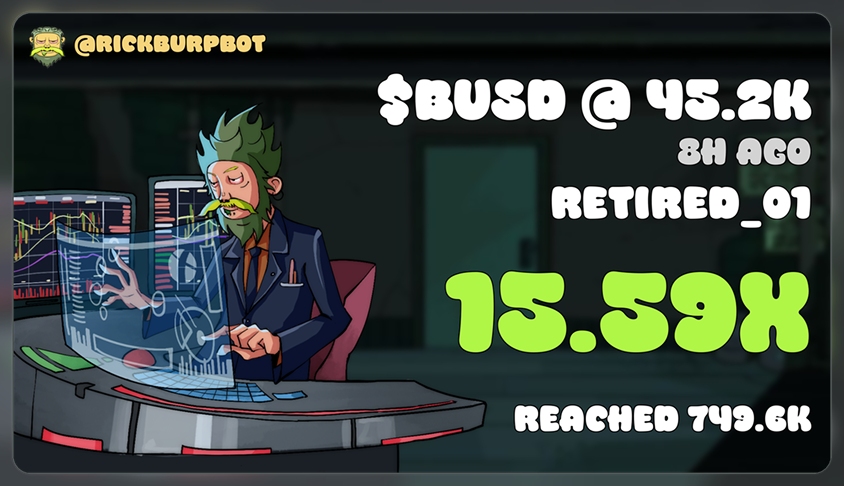 @RICKBURPBOT
$BUSD @ 45.2K
8H AGO
RETIRED_01
15.59X
REACHED 749.6K